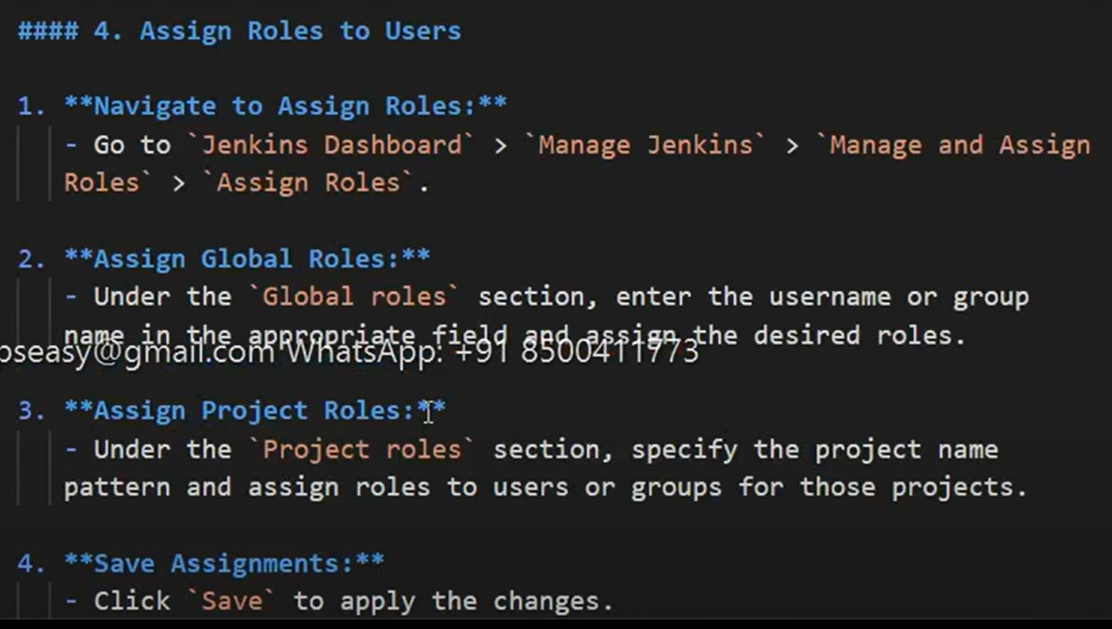 #### 4. Assign Roles to Users
1. **Navigate to Assign Roles:**
- Go to `Jenkins Dashboard` > `Manage Jenkins` > `Manage and Assign
Roles` > `Assign Roles`.
2. **Assign Global Roles:**
- Under the `Global roles` section, enter the username or group
name in the appropriate field and assign the desired roles.
pseasy@gmail.com WhatsApp: +91 8500411773
3. **Assign Project Roles:**
- Under the `Project roles` section, specify the project name
pattern and assign roles to users or groups for those projects.
4. **Save Assignments:**
- Click `Save` to apply the changes.